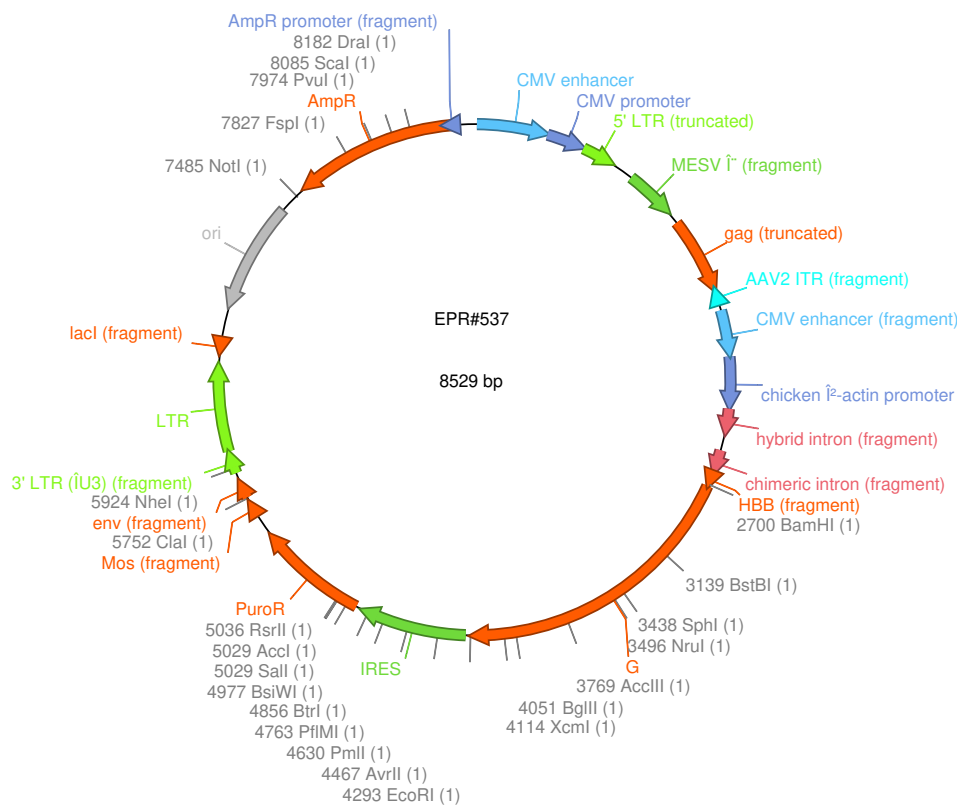 AmpR promoter (fragment)
8182 DraI (1)
8085 ScaI (1)
7974 PvuI (1)
AmpR
7827 FspI (1)
7485 NotI (1)
ori
lacI (fragment)
LTR
3' LTR (ÎU3) (fragment)
5924 NheI (1)
env (fragment)
5752 ClaI (1)
Mos (fragment)
PuroR
5036 RsrII (1)
5029 AccI (1)
5029 SalI (1)
4977 BsiWI (1)
4856 BtrI (1)
4763 PflMI (1)
4630 PmlI (1)
4467 AvrII (1)
4293 EcoRI (1)
IRES
CMV enhancer
CMV promoter
5' LTR (truncated)
MESV Î¨ (fragment)
gag (truncated)
AAV2 ITR (fragment)
CMV enhancer (fragment)
chicken Î²-actin promoter
hybrid intron (fragment)
chimeric intron (fragment)
HBB (fragment)
2700 BamHI (1)
3139 BstBI (1)
3438 SphI (1)
3496 NruI (1)
G
3769 AccIII (1)
4051 BglII (1)
4114 XcmI (1)
EPR#537
8529 bp